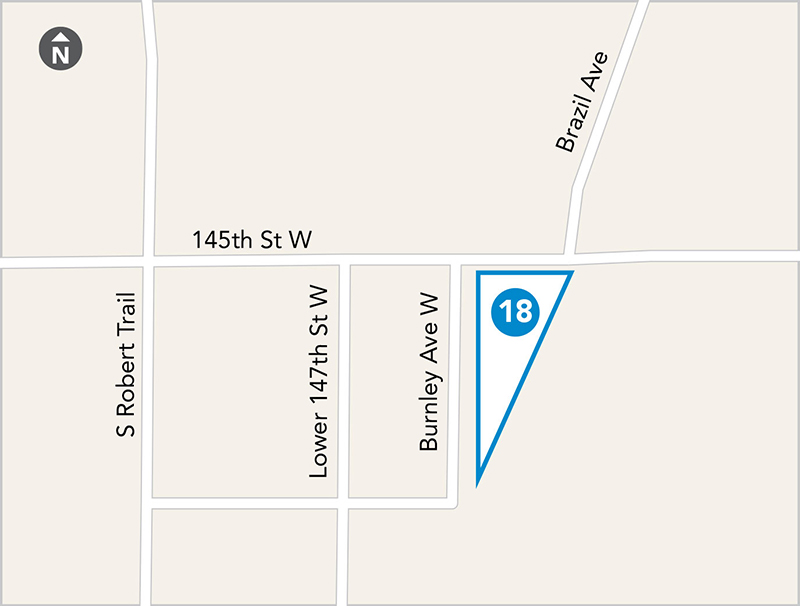 N
Brazil Ave
145th St W
S Robert Trail
Lower 147th St W
Burnley Ave W
18